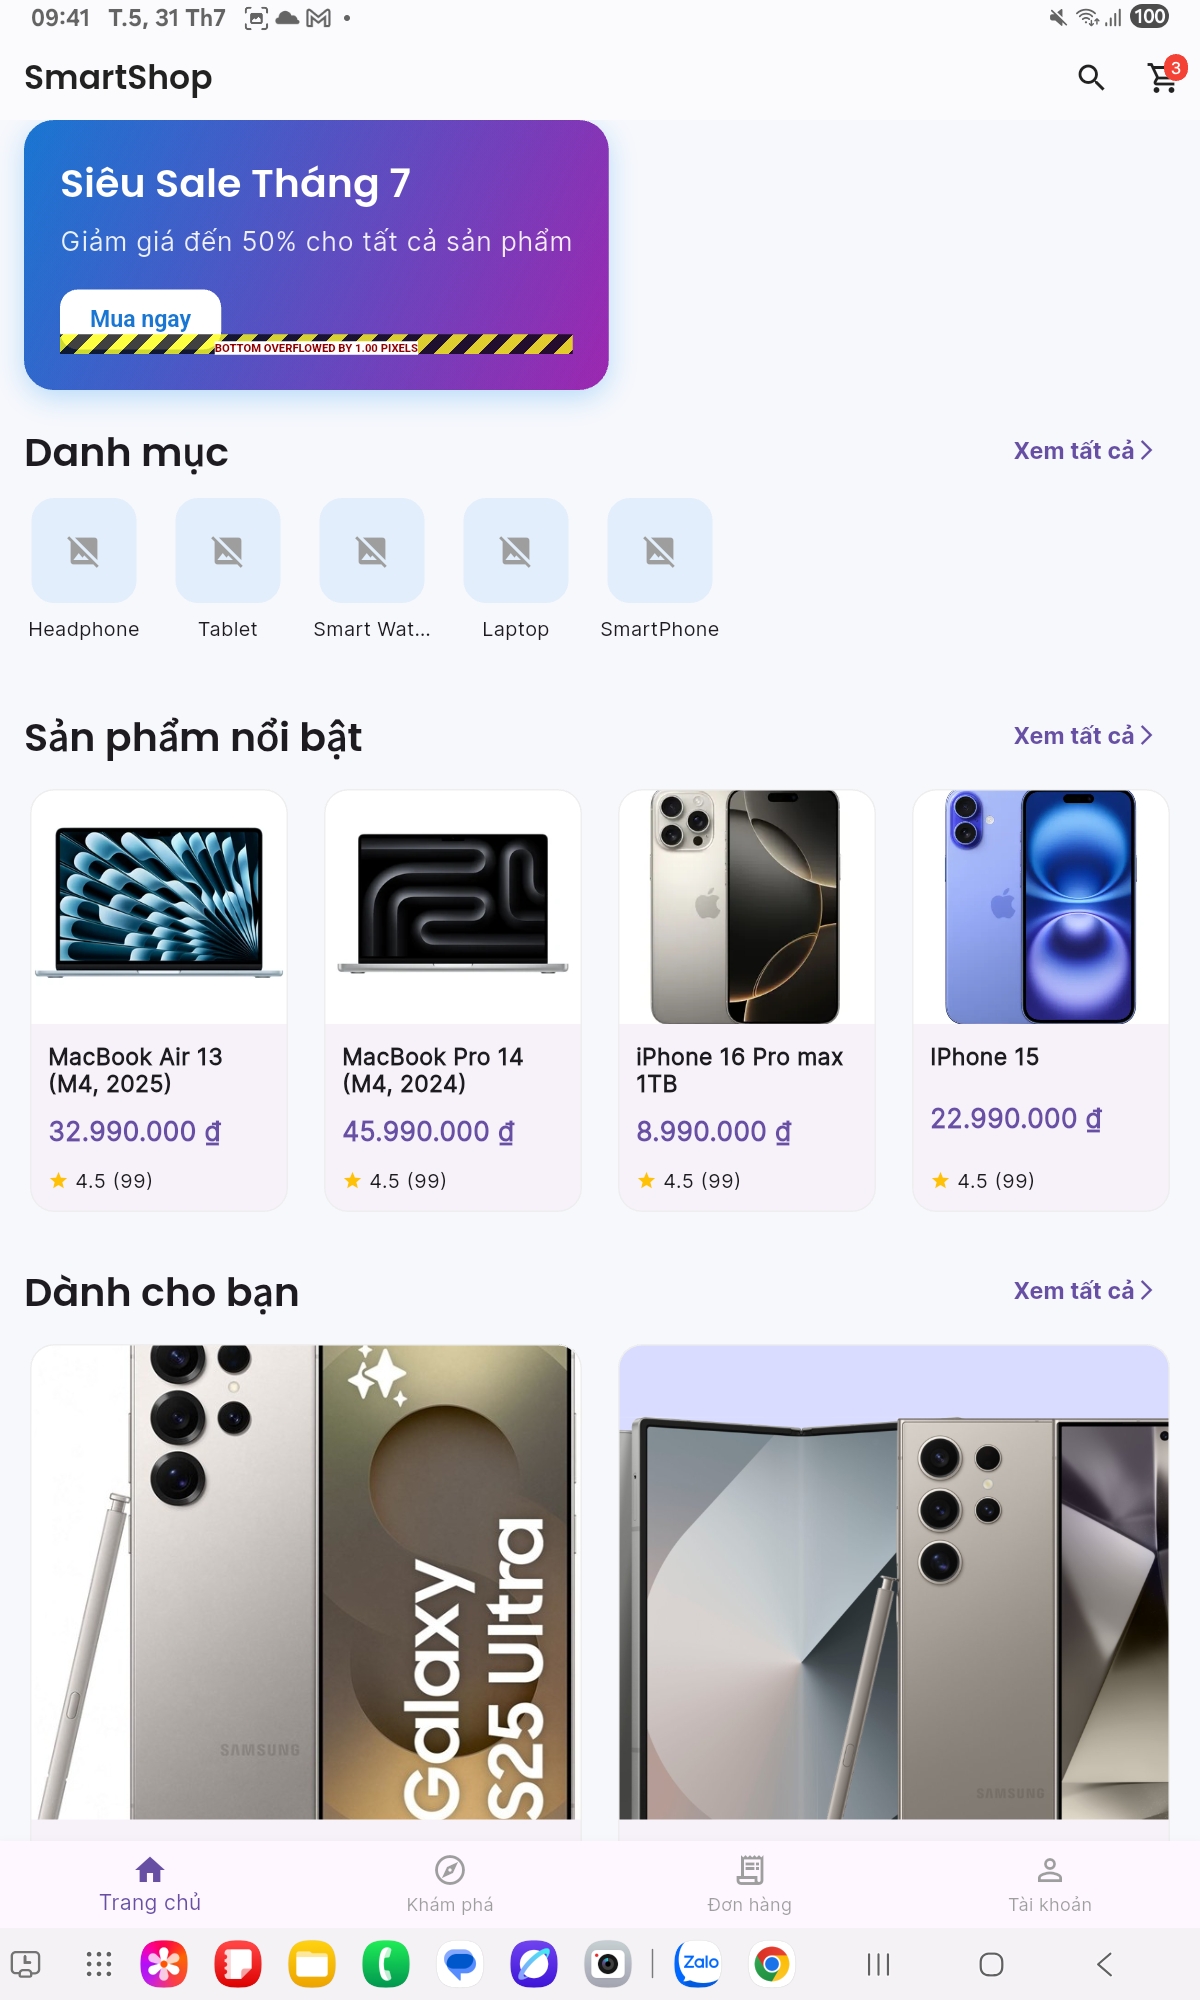 09:41 T.5, 31 Th7
100
SmartShop
3
Siêu Sale Tháng 7
Giảm giá đến 50% cho tất cả sản phẩm
Mua ngay
BOTTOM OVERFLOWED BY 1.00 PIXELS
Danh mục
Xem tất cả
Headphone
Tablet
Smart Wat...
Laptop
SmartPhone
Sản phẩm nổi bật
Xem tất cả
MacBook Air 13
(M4, 2025)
32.990.000 ₫
4.5 (99)
MacBook Pro 14
(M4, 2024)
45.990.000 ₫
4.5 (99)
iPhone 16 Pro max
1TB
8.990.000 ₫
4.5 (99)
IPhone 15
22.990.000 ₫
4.5 (99)
Dành cho bạn
Xem tất cả
Galaxy
S25 Ultra
SAMSUNG
SAMSUNG
Trang chủ
Khám phá
Đơn hàng
Tài khoản
Zalo